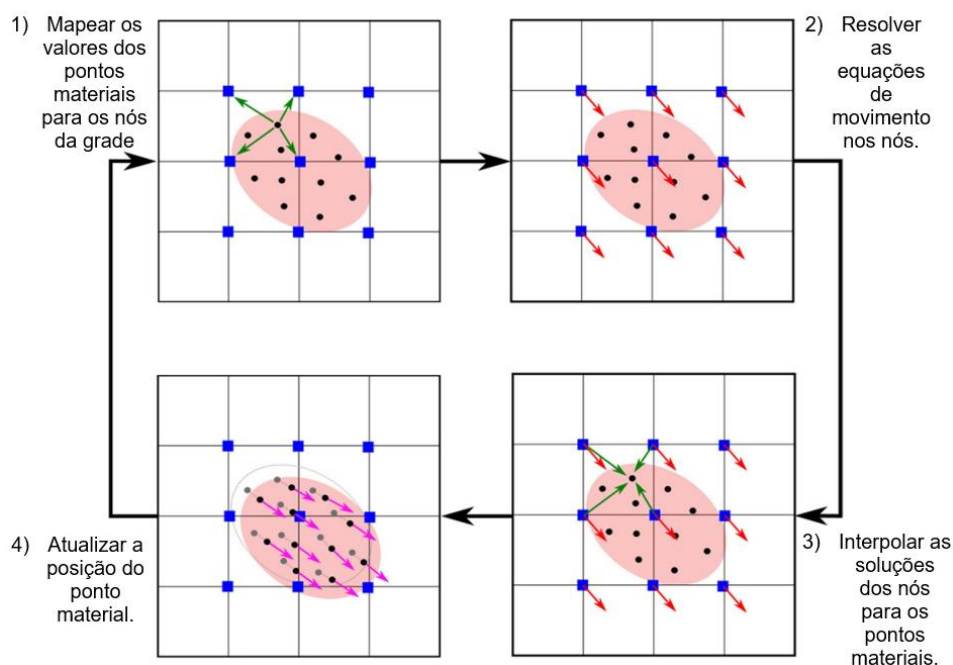 1) Mapear os
valores dos
pontos
materiais
para os nós
da grade
2) Resolver
as
equações
de
movimento
nos nós.
4) Atualizar a
posição do
ponto
material.
3) Interpolar as
soluções
dos nó
para os
pontos
materiais.